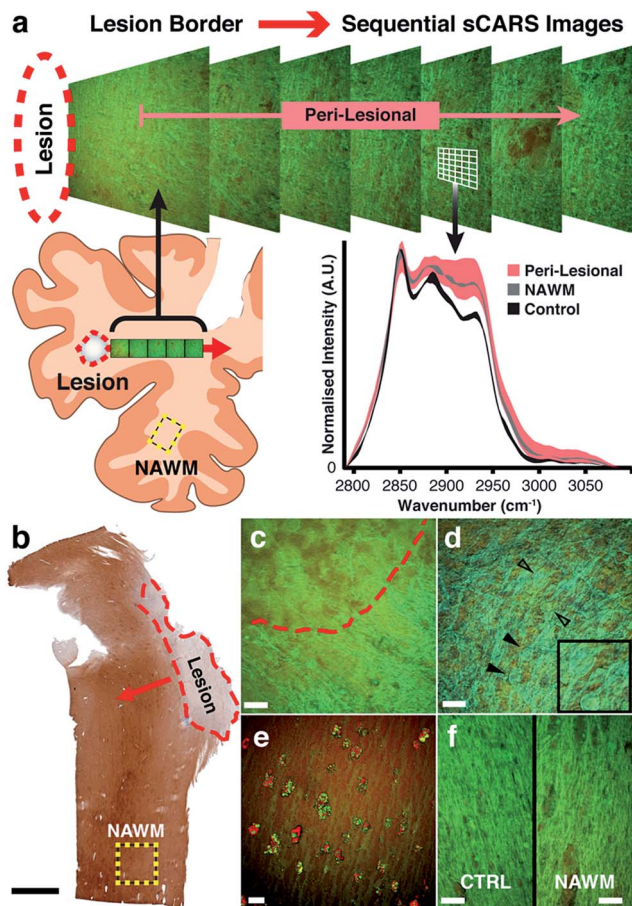 a
Lesion Border
Sequential sCARS Images
Lesion
Peri-Lesional
Lesion
NAWM
Normalised Intensity (A.U.)
0
Peri-Lesional
NAWM
Control
2800 2850 2900 2950 3000 3050
Wavenumber (cm⁻¹)
b
Lesion
NAWM
c
d
e
f
CTRL
NAWM